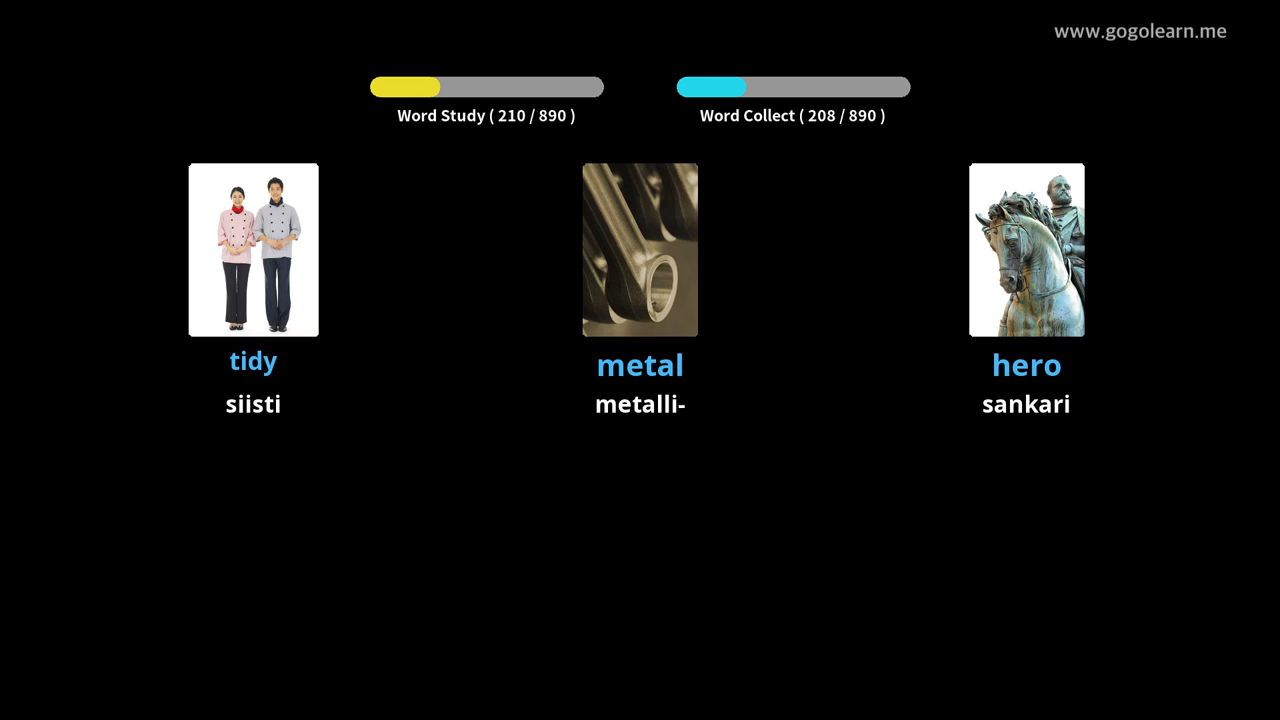 www.gogolearn.me
Word Study ( 210 / 890 )
Word Collect ( 208 / 890 )
tidy
siisti
metal
metalli-
hero
sankari